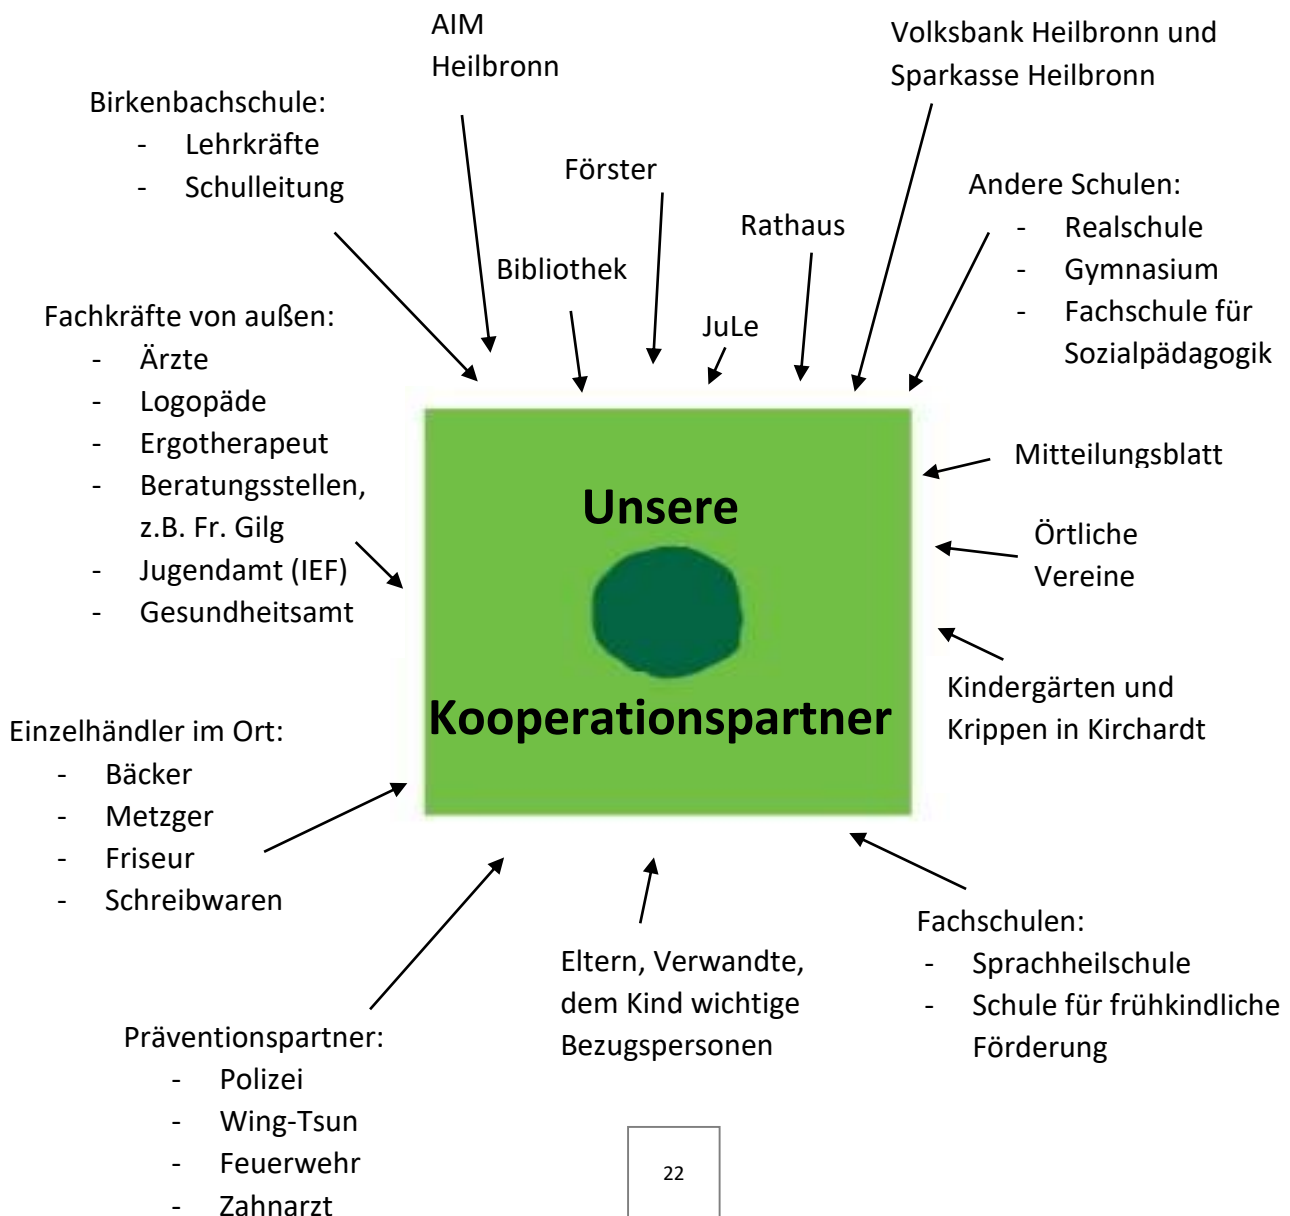 AIM
Heilbronn
Volksbank Heilbronn und
Sparkasse Heilbronn
Birkenbachschule:
- Lehrkräfte
- Schulleitung
Förster
Andere Schulen:
- Realschule
- Gymnasium
- Fachschule für
Sozialpädagogik
Rathaus
Bibliothek
JuLe
Fachkräfte von außen:
- Ärzte
- Logopäde
- Ergotherapeut
- Beratungsstellen,
z.B. Fr. Gilg
- Jugendamt (IEF)
- Gesundheitsamt
Mitteilungsblatt
Unsere
Kooperationspartner
Örtliche
Vereine
Kindergärten und
Krippen in Kirchardt
Einzelhändler im Ort:
- Bäcker
- Metzger
- Friseur
- Schreibwaren
Fachschulen:
- Sprachheilschule
- Schule für frühkindliche
Förderung
Eltern, Verwandte,
dem Kind wichtige
Bezugspersonen
Präventionspartner:
- Polizei
- Wing-Tsun
- Feuerwehr
- Zahnarzt
22